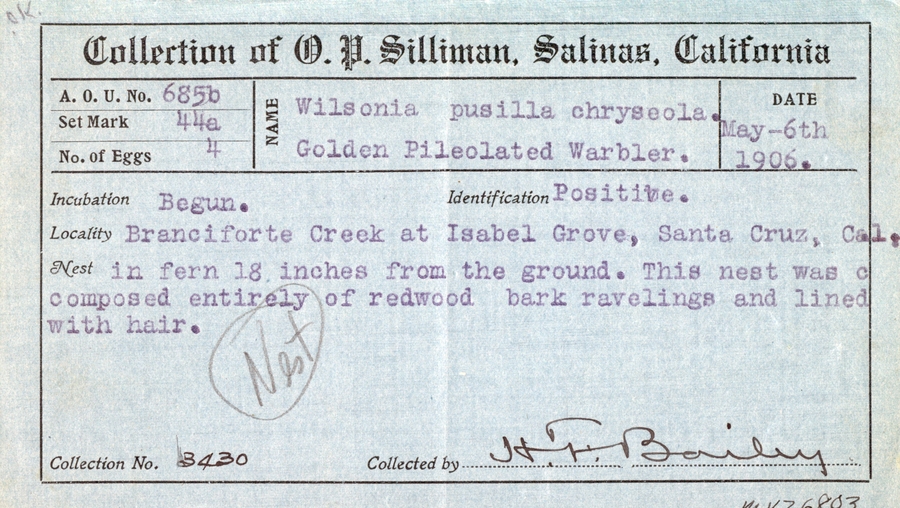 O.K.
Collection of O. P. Silliman, Salinas, California
A. O. U. No. 685b
Set Mark 44a
No. of Eggs 4
NAME Wilsonia pusilla chryseola.
Golden Pileolated Warbler.
DATE
May-6th
1906.
Incubation Begun. Identification Positive.
Locality Branciforte Creek at Isabel Grove, Santa Cruz, Cal,
Nest in fern 18 inches from the ground. This nest was c
composed entirely of redwood bark ravelings and lined
with hair.
Nest
Collection No. 3430 Collected by H. F. Bailey